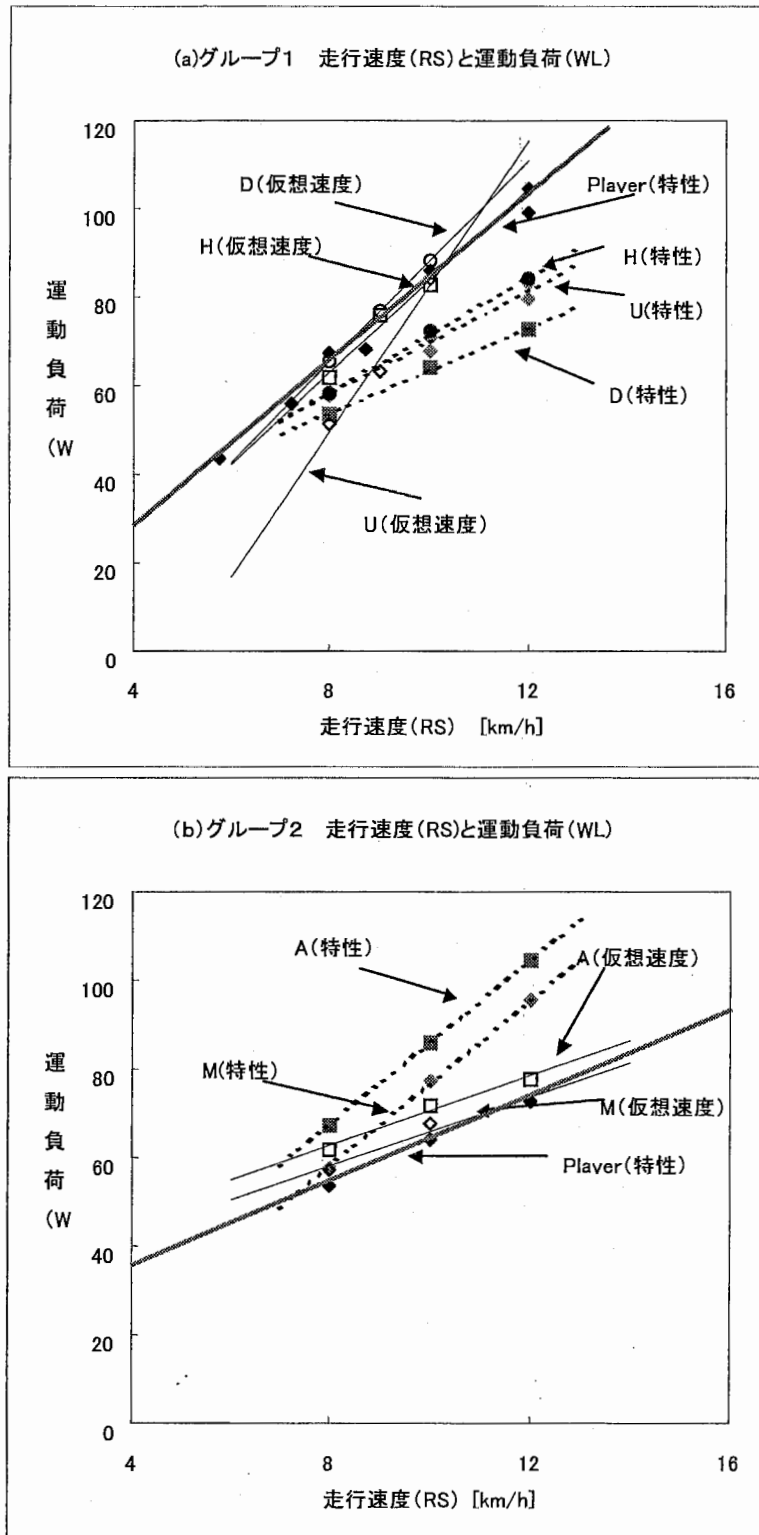 (a)グループ1 走行速度(RS)と運動負荷(WL)
120
D(仮想速度)
Plaver(特性)
100
H(仮想速度)
H(特性)
運
80
U(特性)
動
負
60
D(特性)
荷
(W
40
U(仮想速度)
20
0
4
8
12
16
走行速度(RS) [km/h]
(b)グループ2 走行速度(RS)と運動負荷(WL)
120
A(特性)
A(仮想速度)
100
運
動
80
M(特性)
M(仮想速度)
負
60
Plaver(特性)
荷
(W
40
20
0
4
8
12
16
走行速度(RS) [km/h]